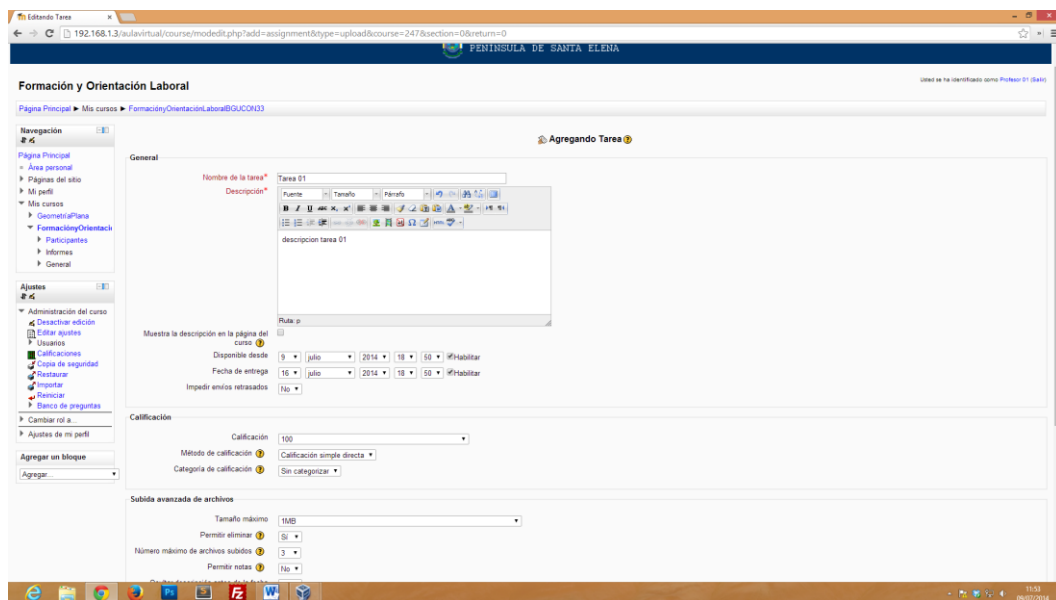 Editando Tarea
192.168.1.3/aulavirtual/course/modedit.php?add=assignment&type=upload&course=247&section=0&return=0
PENINSULA DE SANTA ELENA
Formación y Orientación Laboral
Usted se ha identificado como Profesor 01 (Salir)
Página Principal ► Mis cursos ► FormaciónyOrientaciónLaboralBGUCON33
Navegación
Página Principal
Área personal
Páginas del sitio
Mi perfil
Mis cursos
GeometríaPlana
FormaciónyOrientació
Participantes
Informes
General
Ajustes
Administración del curso
Desactivar edición
Editar ajustes
Usuarios
Calificaciones
Copia de seguridad
Restaurar
Importar
Reiniciar
Banco de preguntas
Cambiar rol a...
Ajustes de mi perfil
Agregar un bloque
Agregar...
Agregando Tarea
General
Nombre de la tarea* Tarea 01
Descripción*
Fuente Tamaño Párrafo
descripcion tarea 01
Ruta: p
Muestra la descripción en la página del
curso
Disponible desde 9 julio 2014 18 50 Habilitar
Fecha de entrega 16 julio 2014 18 50 Habilitar
Impedir envíos retrasados No
Calificación
Calificación 100
Método de calificación Calificación simple directa
Categoría de calificación Sin categorizar
Subida avanzada de archivos
Tamaño máximo 1MB
Permitir eliminar Sí
Número máximo de archivos subidos 3
Permitir notas No
11:53
09/07/2014